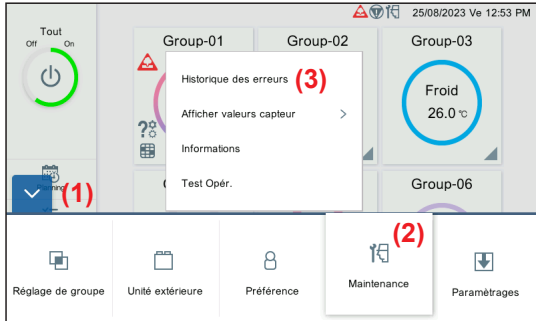 25/08/2023 Ve 12:53 PM
Tout
Off On
Group-01
Group-02
Group-03
Historique des erreurs (3)
Afficher valeurs capteur >
Informations
Test Opér.
Froid
26.0 °C
Planning
(1)
Group-06
(2)
Réglage de groupe
Unité extérieure
Préférence
Maintenance
Paramètrages